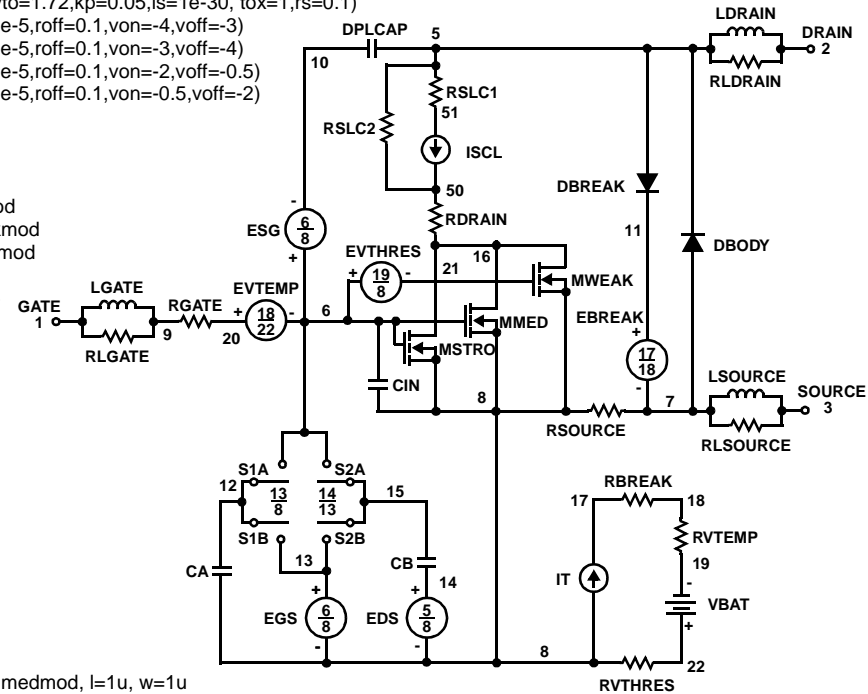 vto=1.72,kp=0.05,is=1e-30, tox=1,rs=0.1)
e-5,roff=0.1,von=-4,voff=-3)
e-5,roff=0.1,von=-3,voff=-4)
e-5,roff=0.1,von=-2,voff=-0.5)
e-5,roff=0.1,von=-0.5,voff=-2)
LDRAIN
DPLCAP 5 DRAIN
10 2
RLDRAIN
RSLC1
51
RSLC2
ISCL
50
DBREAK
od
kmod
mod
RDRAIN
ESG 6 8
- +
11
DBODY
EVTHRES
16
21
+ 19 8 -
MWEAK
LGATE
EVTEMP
GATE
1
RGATE
+ 18 22 -
6
MMED
EBREAK
+
9 20
RLGATE
MSTRO
17 18
-
LSOURCE
CIN
SOURCE
8 7 3
RSOURCE
RLSOURCE
S1A S2A
12 13 8 14 13 15
S1B S2B
RBREAK
17 18
RVTEMP
13
CA
CB
19
IT
14
-
VBAT
+ +
EGS 6 8 EDS 5 8
- -
+
8 22
RVTHRES
medmod, l=1u, w=1u